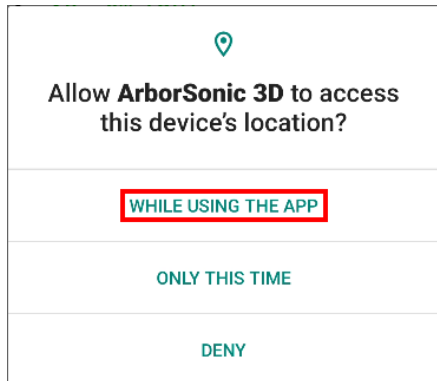 Allow ArborSonic 3D to access
this device's location?
WHILE USING THE APP
ONLY THIS TIME
DENY